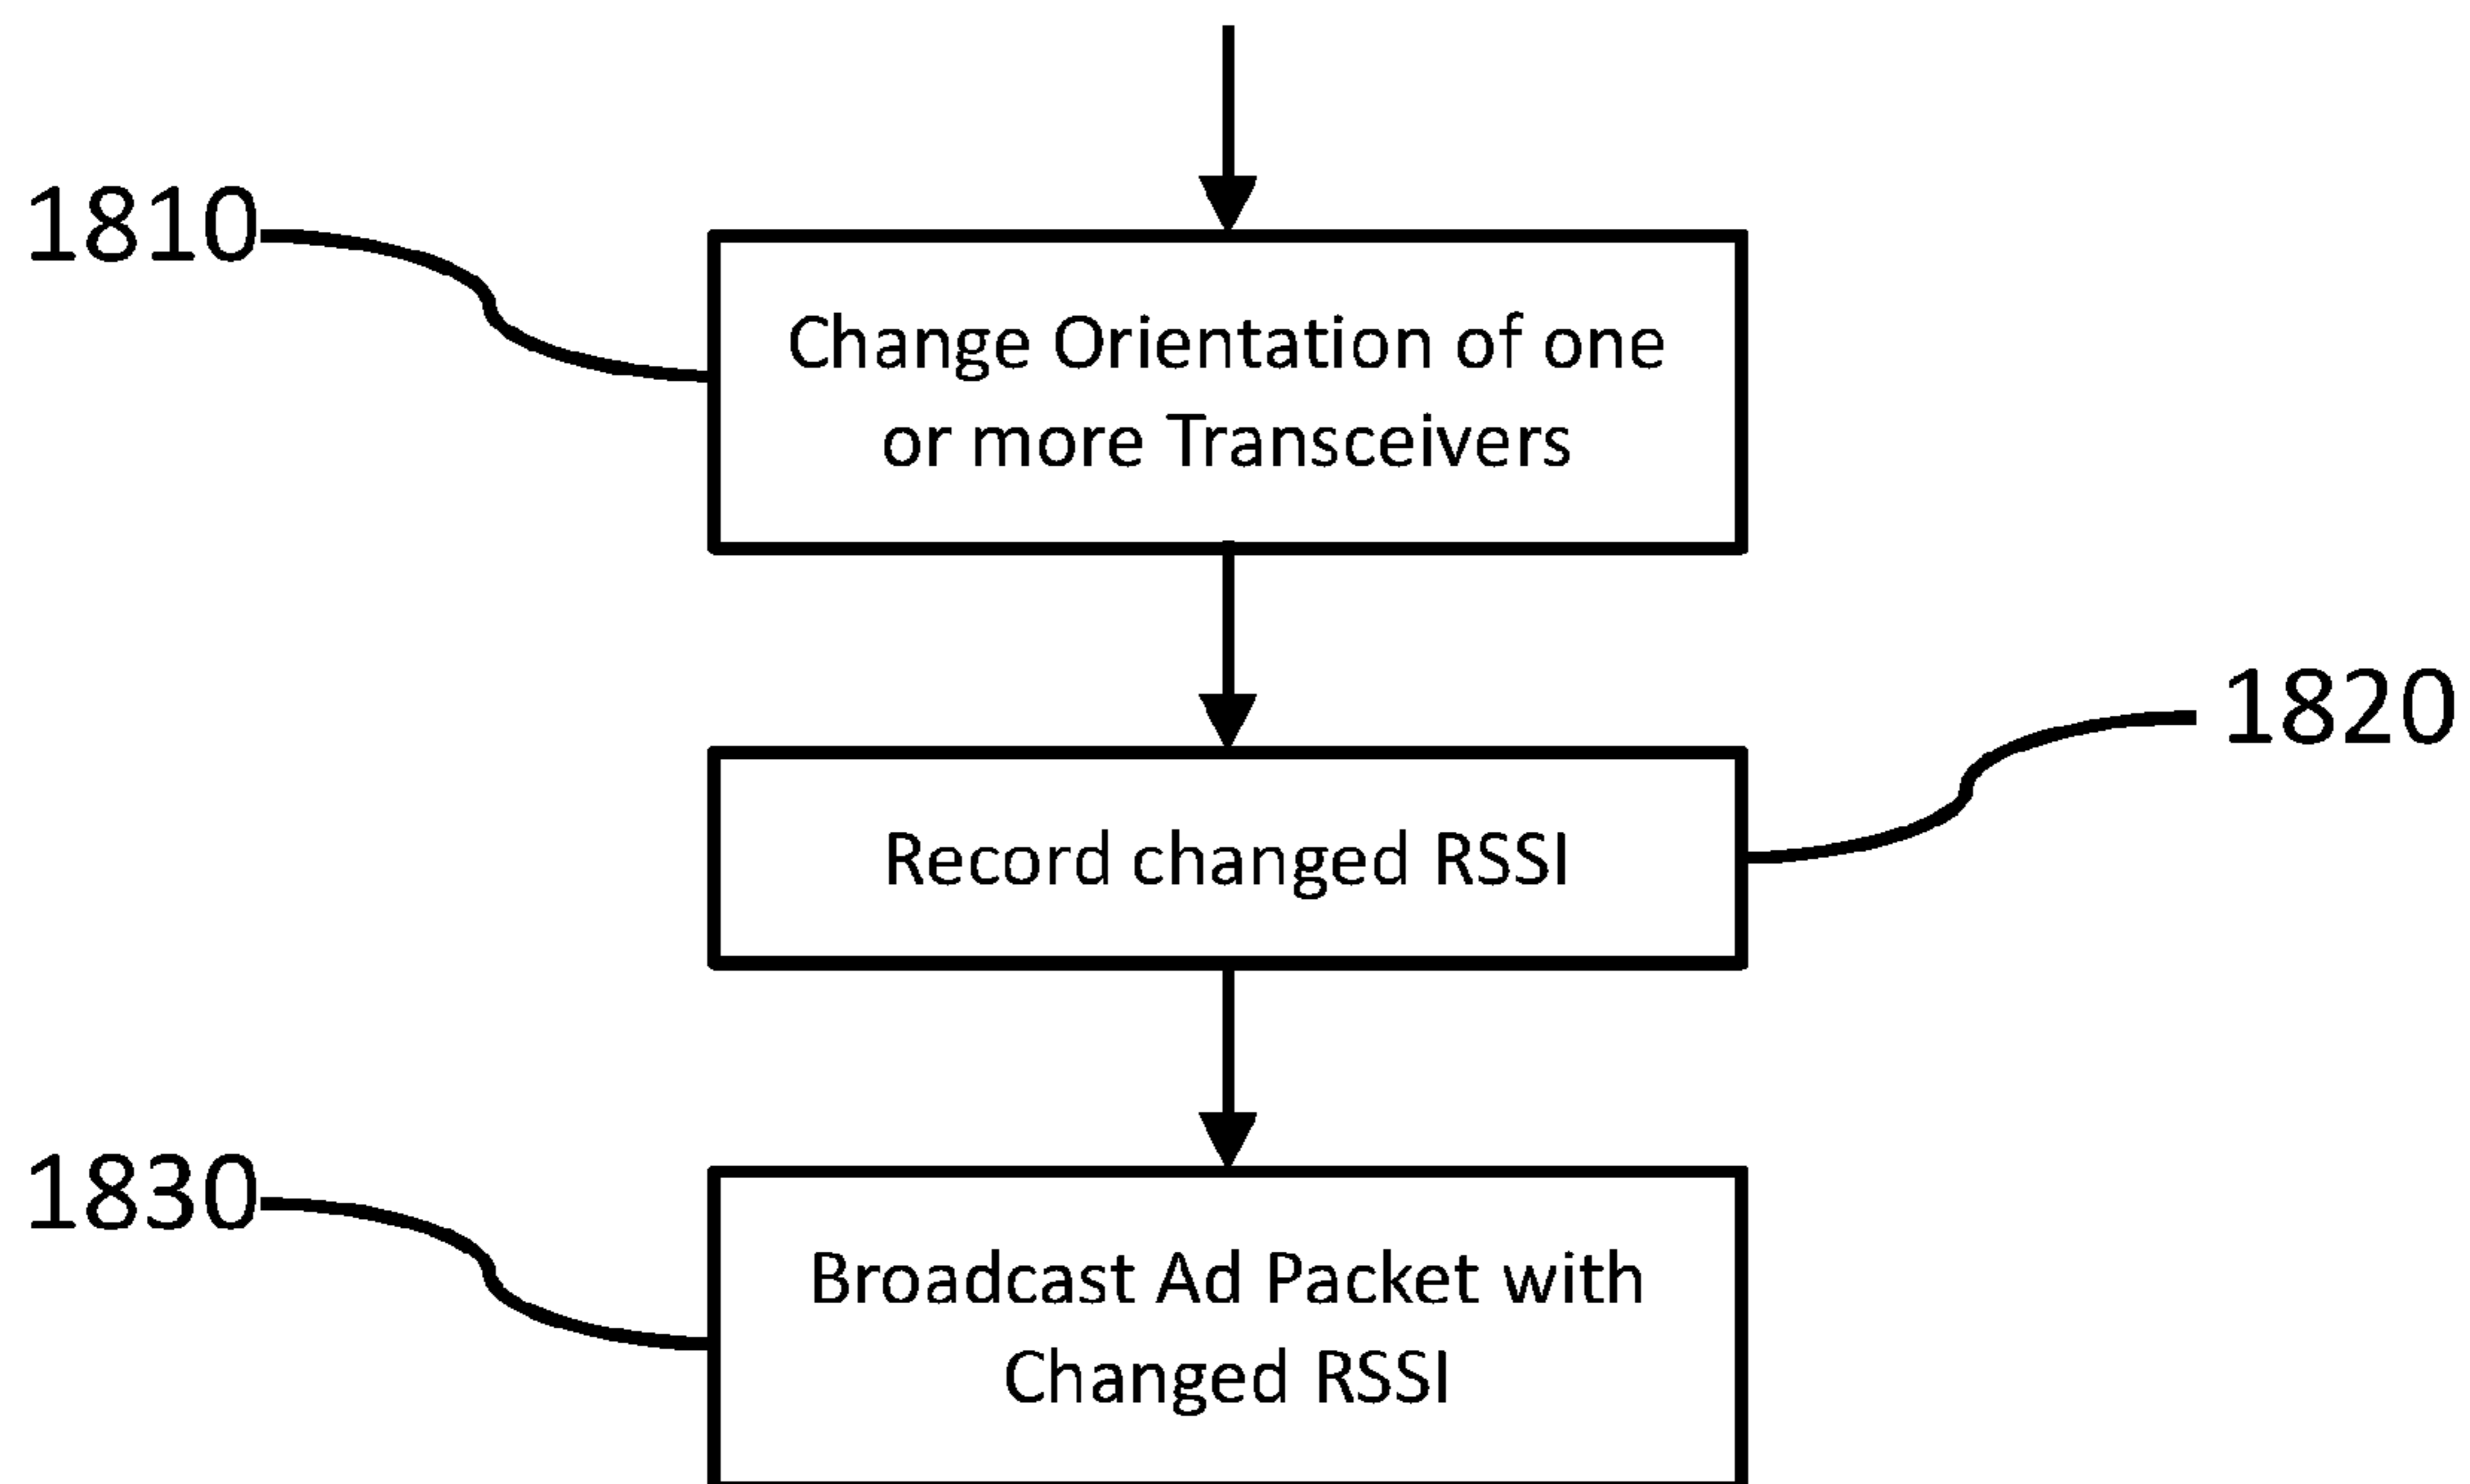 1810
Change Orientation of one
or more Transceivers
1820
Record changed RSSI
1830
Broadcast Ad Packet with
Changed RSSI